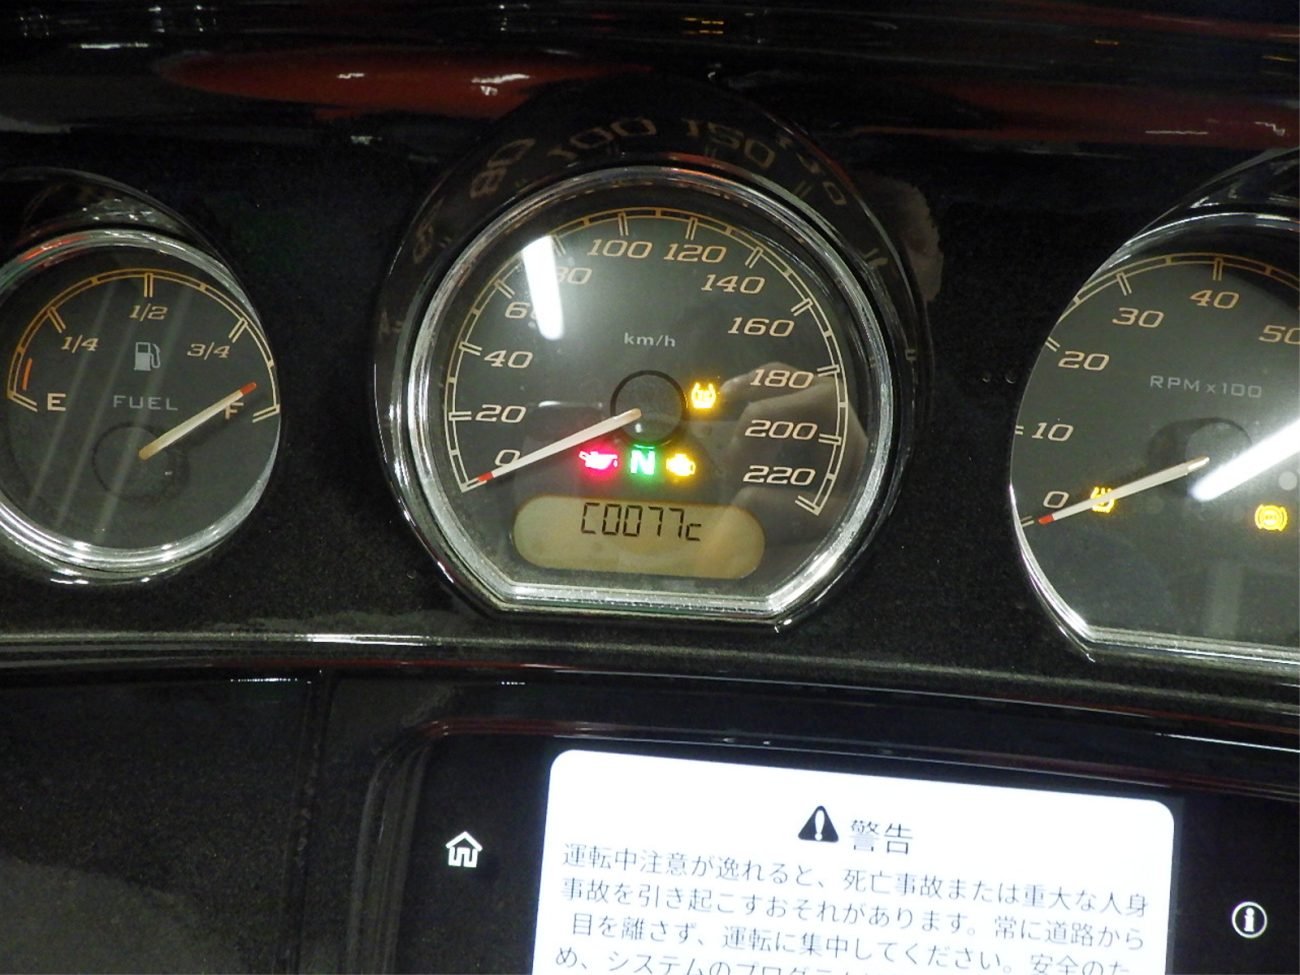 1/2
1/4
3/4
E
FUEL
F
100
120
80
140
60
160
km/h
40
180
20
200
0
N
220
C0077c
40
30
50
20
RPM x100
10
0
警告
運転中注意が逸れると、死亡事故または重大な人身
事故を引き起こすおそれがあります。常に道路から
目を離さず、運転に集中してください。安全のた
め、システムのプログラ